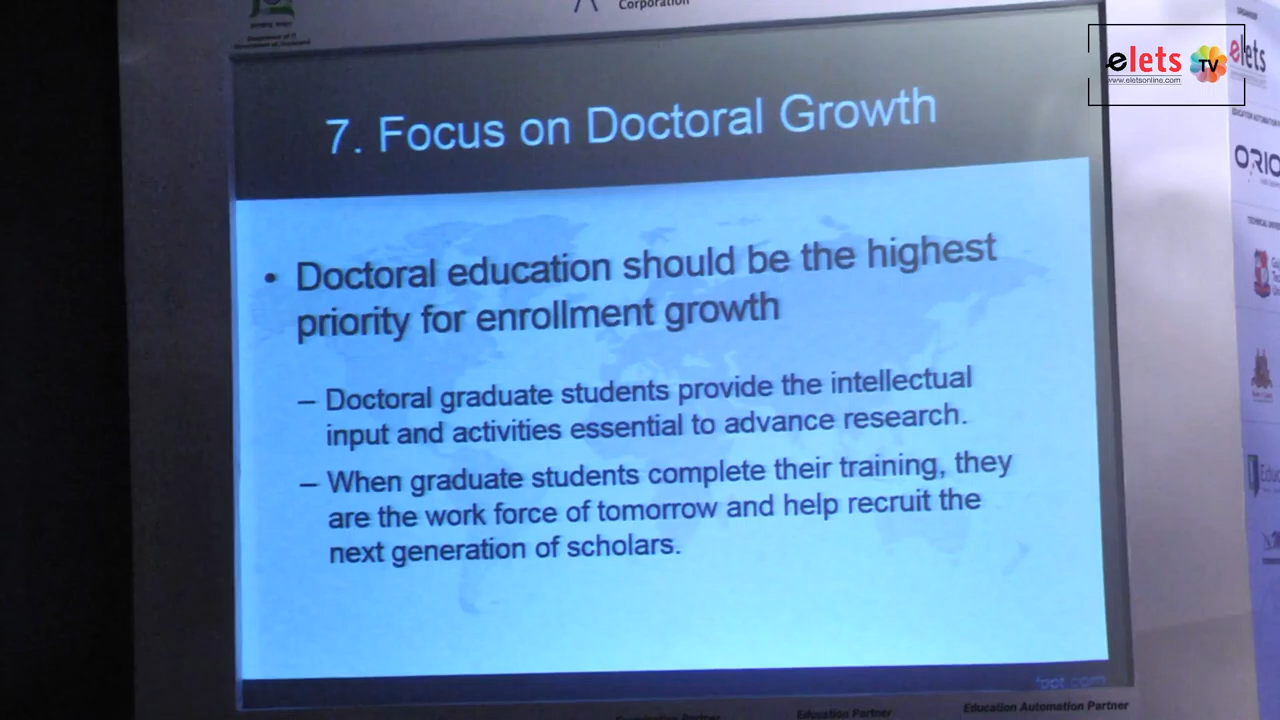 Corporation
elets TV
www.eletsonline.com
elets
7. Focus on Doctoral Growth
• Doctoral education should be the highest
priority for enrollment growth
– Doctoral graduate students provide the intellectual
input and activities essential to advance research.
– When graduate students complete their training, they
are the work force of tomorrow and help recruit the
next generation of scholars.
fppt.com
Education Partner
Education Automation Partner